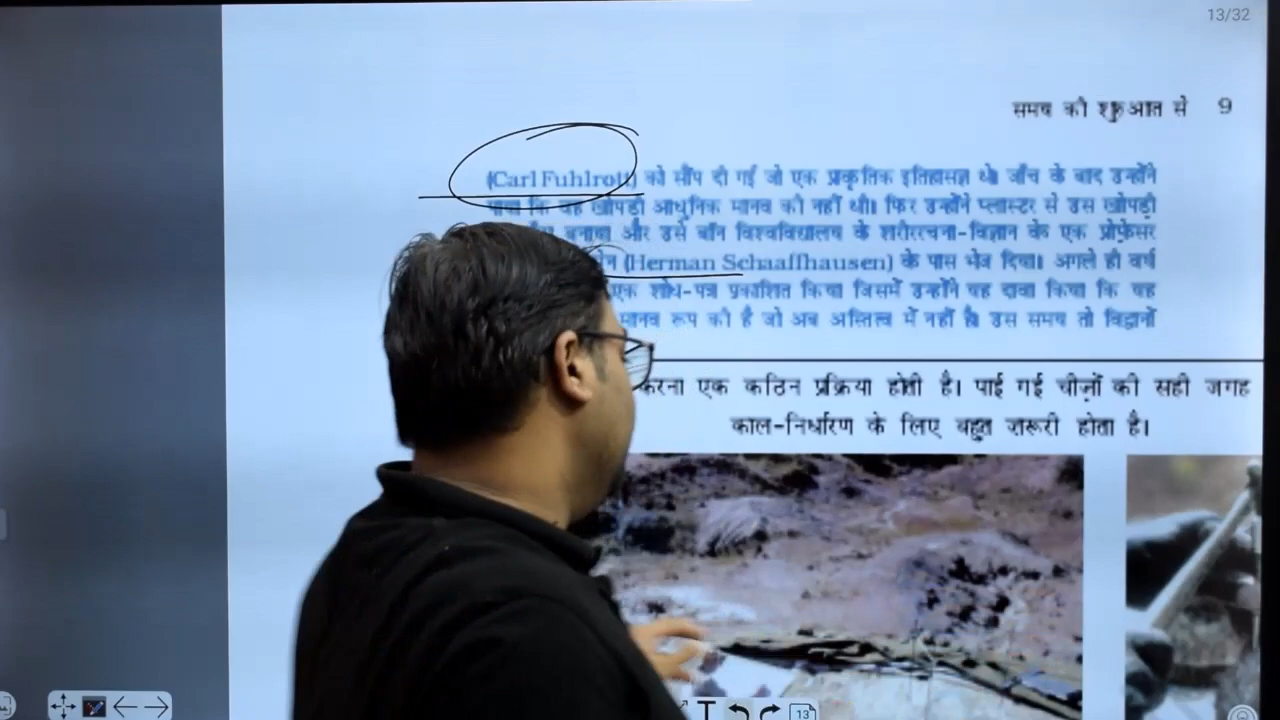 13/32
समय की शुरुआत से 9
(Carl Fuhlrott) को सौंप दी गई जो एक प्राकृतिक इतिहासज्ञ थे। जाँच के बाद उन्होंने
पाया कि वह खोपड़ी आधुनिक मानव की नहीं थी। फिर उन्होंने प्लास्टर से उस खोपड़ी
बनाया और उसे बॉन विश्वविद्यालय के शरीररचना-विज्ञान के एक प्रोफ़ेसर
(Herman Schaaffhausen) के पास भेज दिया। अगले ही वर्ष
एक शोध-पत्र प्रकाशित किया जिसमें उन्होंने यह दावा किया कि यह
मानव रूप की है जो अब अस्तित्व में नहीं है। उस समय तो विद्वानों
करना एक कठिन प्रक्रिया होती है। पाई गई चीज़ों की सही जगह
काल-निर्धारण के लिए बहुत ज़रूरी होता है।
T 13